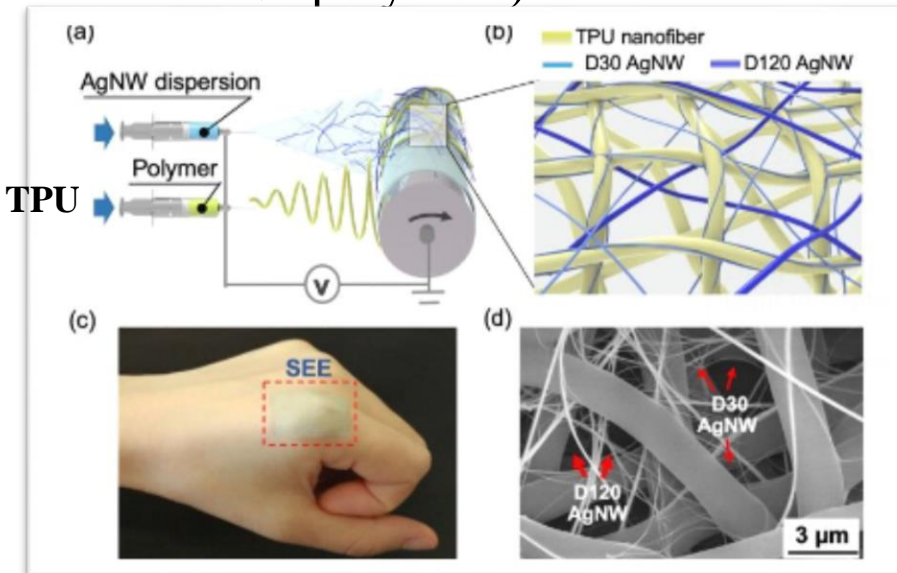 (a)
AgNW dispersion
Polymer
TPU
V
(b)
TPU nanofiber
D30 AgNW
D120 AgNW
(c)
SEE
(d)
D30
AgNW
D120
AgNW
3 µm